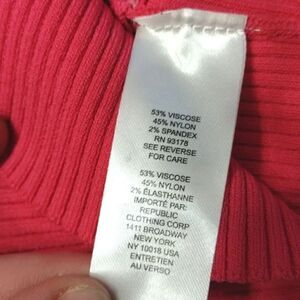 53% VISCOSE
45% NYLON
2% SPANDEX
RN 93178
SEE REVERSE
FOR CARE
53% VISCOSE
45% NYLON
2% ÉLASTHANNE
IMPORTÉ PAR:
REPUBLIC
CLOTHING CORP
1411 BROADWAY
NEW YORK
NY 10018 USA
ENTRETIEN
AU VERSO